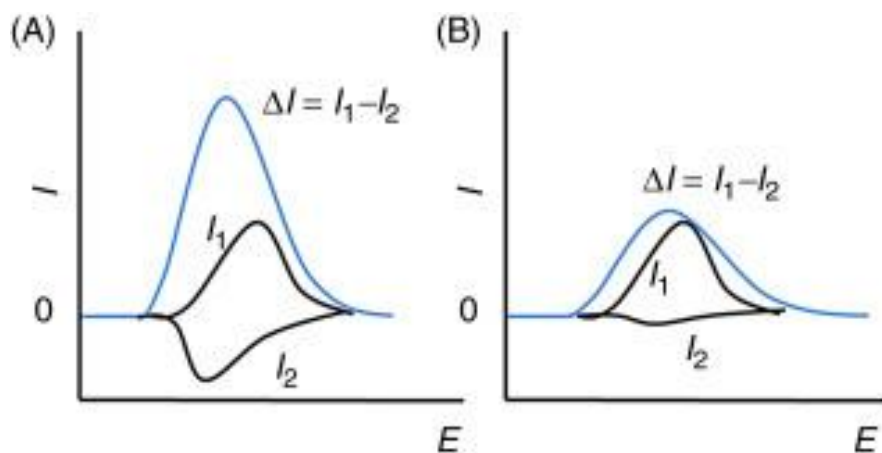 (A)
ΔI = I₁–I₂
I
I₁
0
I₂
E
(B)
ΔI = I₁–I₂
I
I₁
0
I₂
E